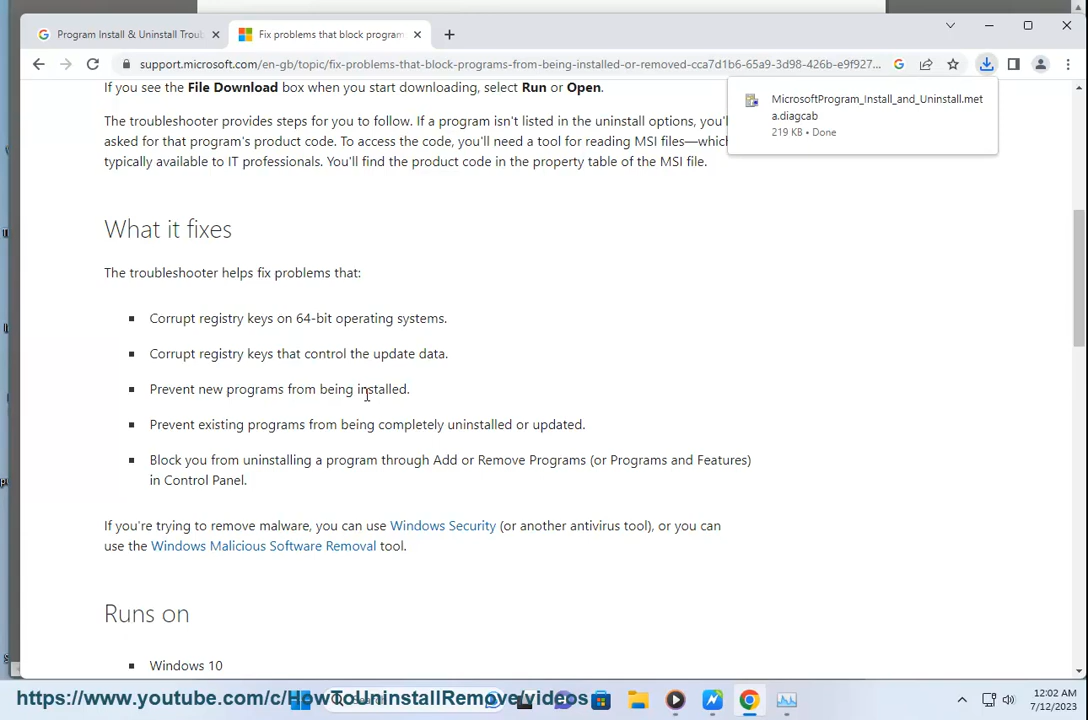 Program Install & Uninstall Trou
Fix problems that block program
support.microsoft.com/en-gb/topic/fix-problems-that-block-programs-from-being-installed-or-removed-cca7d1b6-65a9-3d98-426b-e9f927...
MicrosoftProgram_Install_and_Uninstall.met
a.diagcab
219 KB • Done
If you see the File Download box when you start downloading, select Run or Open.
The troubleshooter provides steps for you to follow. If a program isn't listed in the uninstall options, you'l
asked for that program's product code. To access the code, you'll need a tool for reading MSI files—which
typically available to IT professionals. You'll find the product code in the property table of the MSI file.
What it fixes
The troubleshooter helps fix problems that:
Corrupt registry keys on 64-bit operating systems.
Corrupt registry keys that control the update data.
Prevent new programs from being installed.
Prevent existing programs from being completely uninstalled or updated.
Block you from uninstalling a program through Add or Remove Programs (or Programs and Features)
in Control Panel.
If you're trying to remove malware, you can use Windows Security (or another antivirus tool), or you can
use the Windows Malicious Software Removal tool.
Runs on
Windows 10
https://www.youtube.com/c/HowToUninstallRemove/videos
12:02 AM
7/12/2023